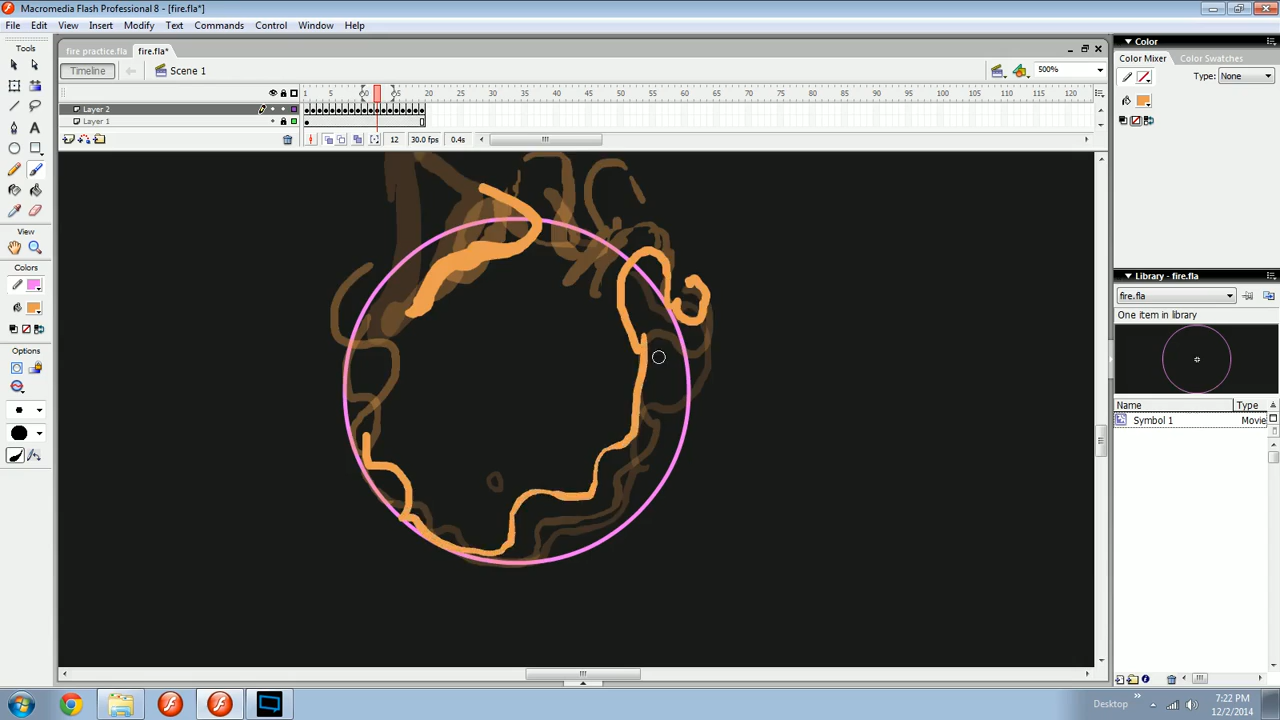 Macromedia Flash Professional 8 - [fire.fla*]
File Edit View Insert Modify Text Commands Control Window Help
Tools
fire practice.fla fire.fla*
Timeline Scene 1 500%
1 5 10 15 20 25 30 35 40 45 50 55 60 65 70 75 80 85 90 95 100 105 110 115 120
Layer 2
Layer 1
12 30.0 fps 0.4s
View
Colors
Options
Color
Color Mixer Color Swatches
Type: None
Library - fire.fla
fire.fla
One item in library
Name Type
Symbol 1 Movie
Desktop
7:22 PM
12/2/2014